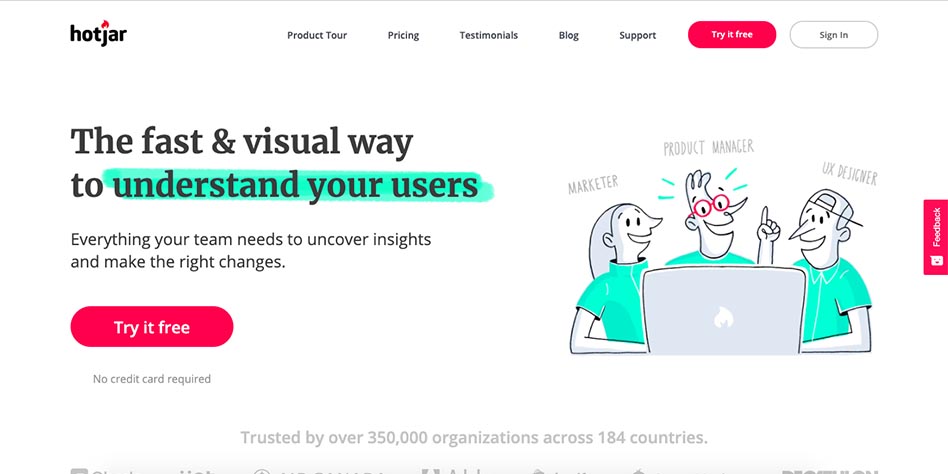 hotjar
Product Tour
Pricing
Testimonials
Blog
Support
Try it free
Sign In
The fast & visual way
to understand your users
Everything your team needs to uncover insights
and make the right changes.
Try it free
No credit card required
MARKETER
PRODUCT MANAGER
UX DESIGNER
Feedback
Trusted by over 350,000 organizations across 184 countries.